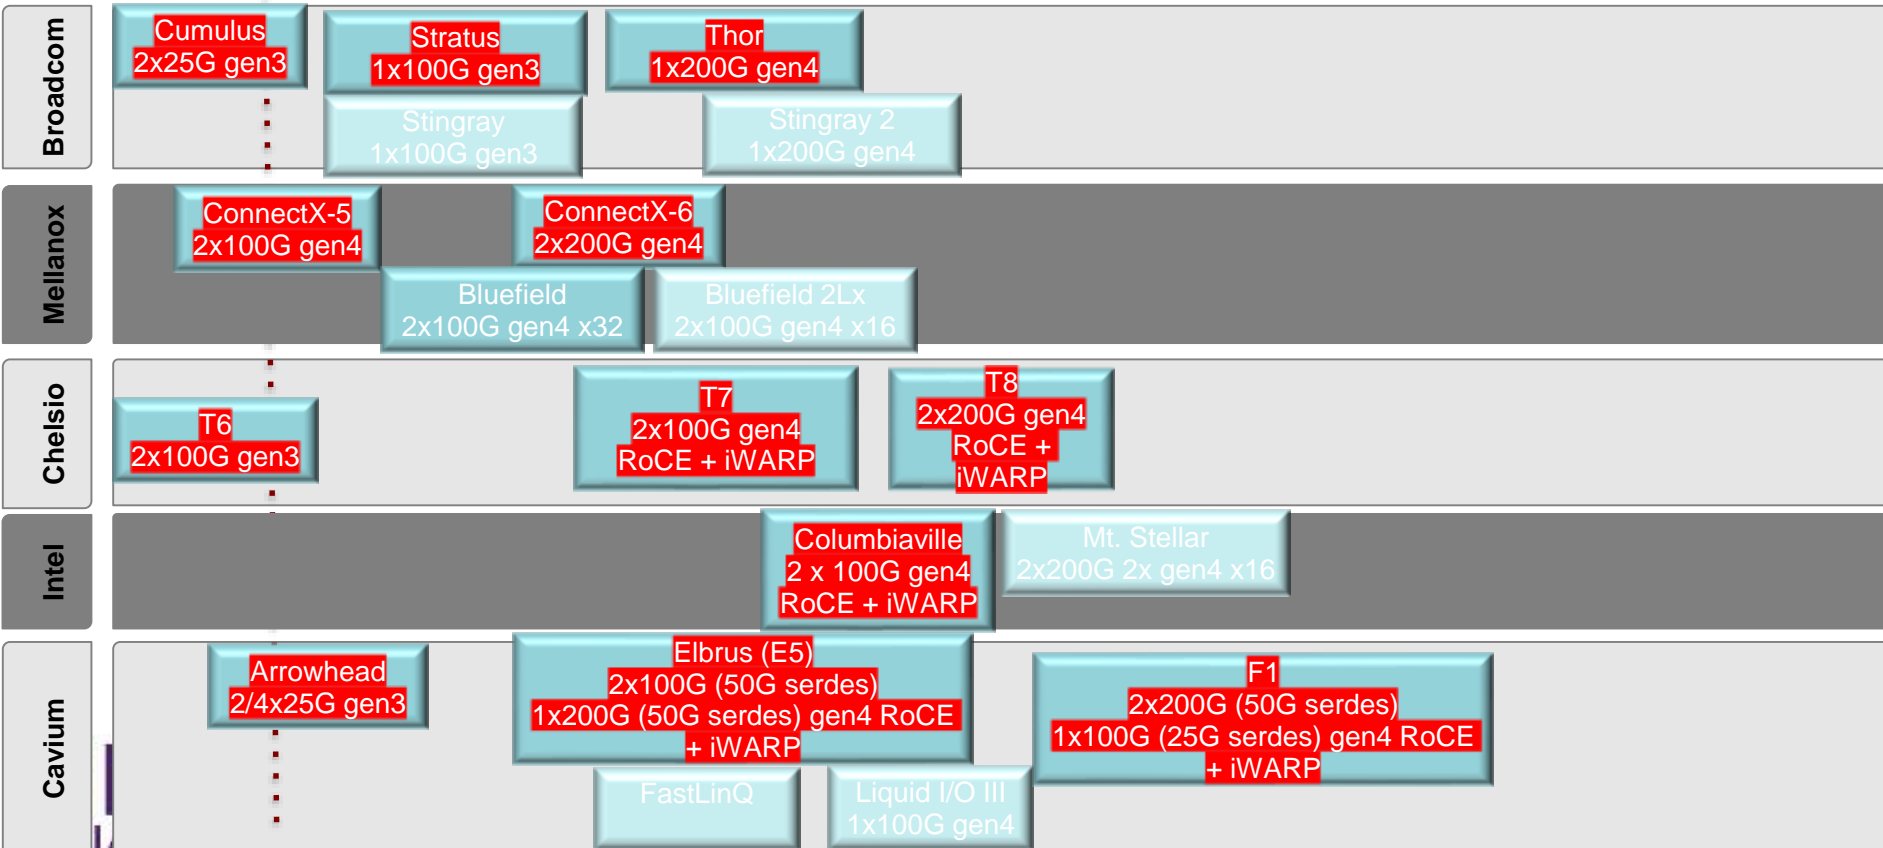 Broadcom
Cumulus
2x25G gen3
Stratus
1x100G gen3
Thor
1x200G gen4
Stingray
1x100G gen3
Stingray 2
1x200G gen4
Mellanox
ConnectX-5
2x100G gen4
ConnectX-6
2x200G gen4
Bluefield
2x100G gen4 x32
Bluefield 2Lx
2x100G gen4 x16
Chelsio
T6
2x100G gen3
T7
2x100G gen4
RoCE + iWARP
T8
2x200G gen4
RoCE +
iWARP
Intel
Columbiaville
2 x 100G gen4
RoCE + iWARP
Mt. Stellar
2x200G 2x gen4 x16
Cavium
Arrowhead
2/4x25G gen3
Elbrus (E5)
2x100G (50G serdes)
1x200G (50G serdes) gen4 RoCE
+ iWARP
F1
2x200G (50G serdes)
1x100G (25G serdes) gen4 RoCE
+ iWARP
FastLinQ
Liquid I/O III
1x100G gen4